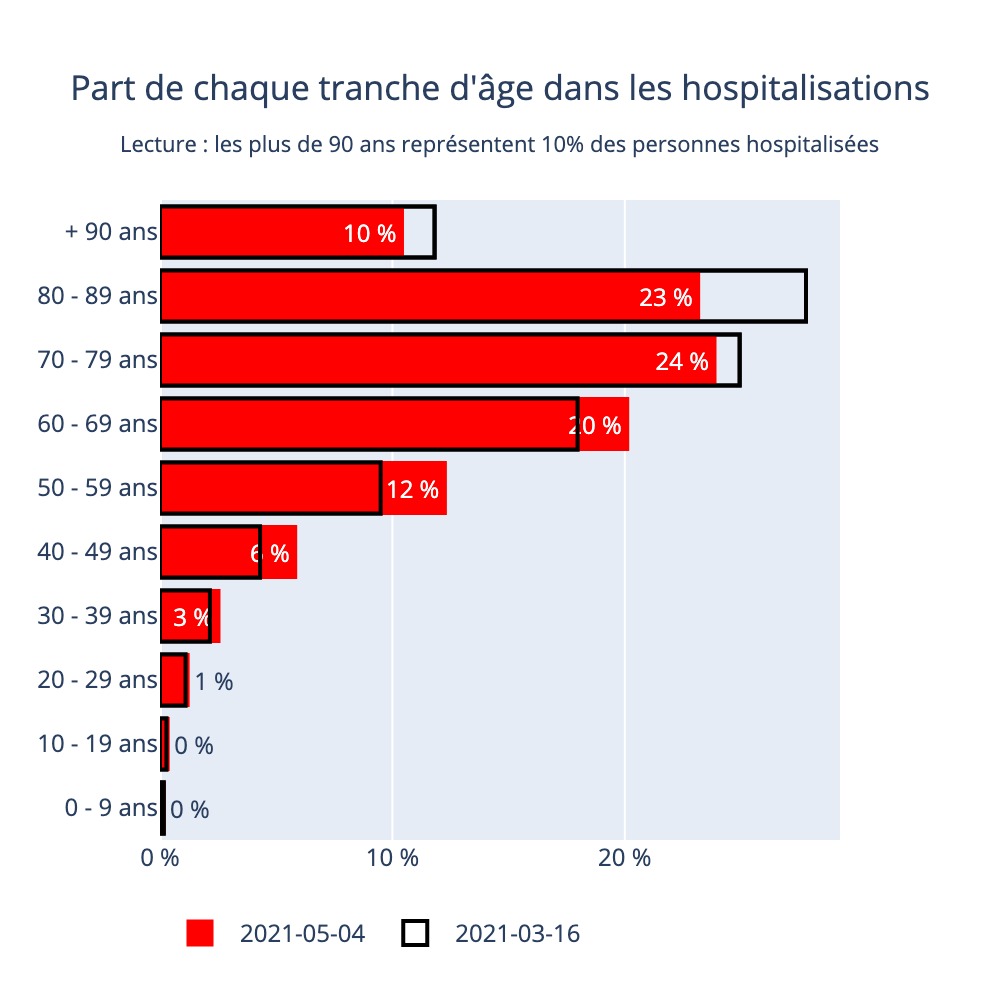 Part de chaque tranche d'âge dans les hospitalisations
Lecture : les plus de 90 ans représentent 10% des personnes hospitalisées
+ 90 ans 10 %
80 - 89 ans 23 %
70 - 79 ans 24 %
60 - 69 ans 20 %
50 - 59 ans 12 %
40 - 49 ans 6 %
30 - 39 ans 3 %
20 - 29 ans 1 %
10 - 19 ans 0 %
0 - 9 ans 0 %
0 % 10 % 20 %
2021-05-04 2021-03-16